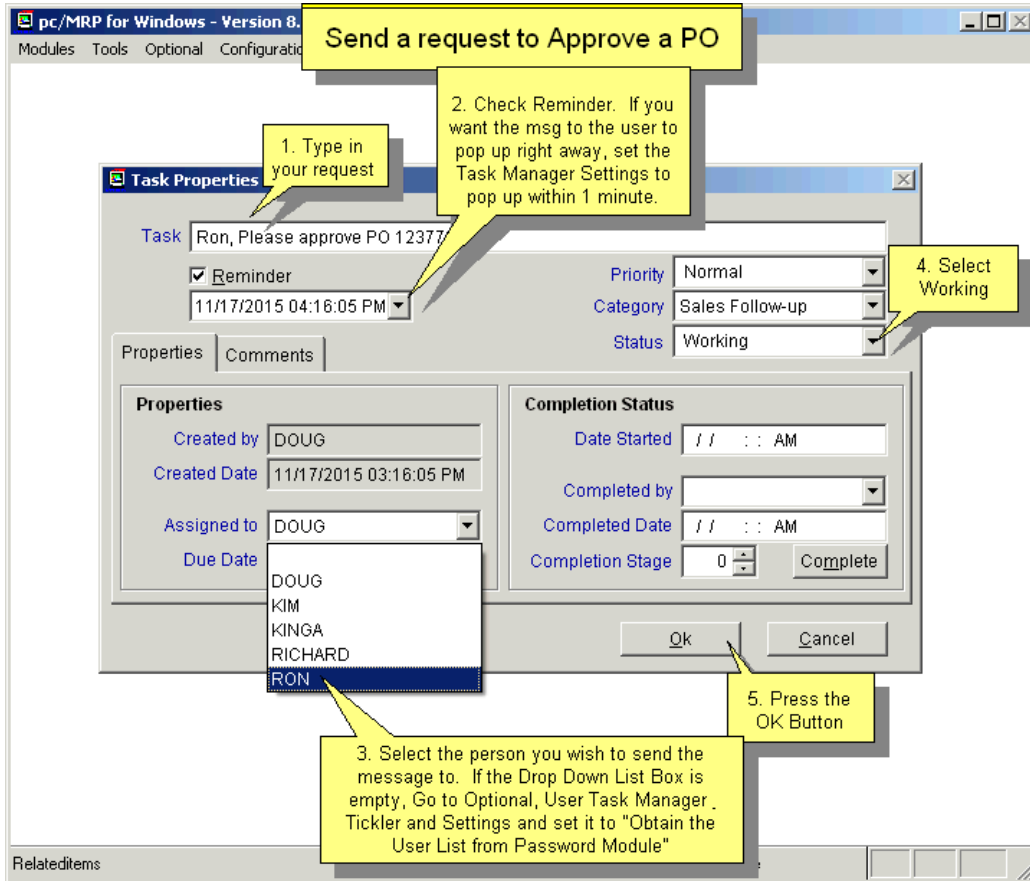 pc/MRP for Windows - Version 8.
Modules Tools Optional Configuratio
Send a request to Approve a PO
1. Type in
your request
2. Check Reminder. If you
want the msg to the user to
pop up right away, set the
Task Manager Settings to
pop up within 1 minute.
Task Properties
Task Ron, Please approve PO 12377
Reminder
11/17/2015 04:16:05 PM
Priority Normal
Category Sales Follow-up
Status Working
4. Select
Working
Properties Comments
Properties
Created by DOUG
Created Date 11/17/2015 03:16:05 PM
Assigned to DOUG
Due Date
DOUG
KIM
KINGA
RICHARD
RON
Completion Status
Date Started / / : : AM
Completed by
Completed Date / / : : AM
Completion Stage 0 Complete
Ok Cancel
5. Press the
OK Button
3. Select the person you wish to send the
message to. If the Drop Down List Box is
empty, Go to Optional, User Task Manager
Tickler and Settings and set it to "Obtain the
User List from Password Module"
Relateditems